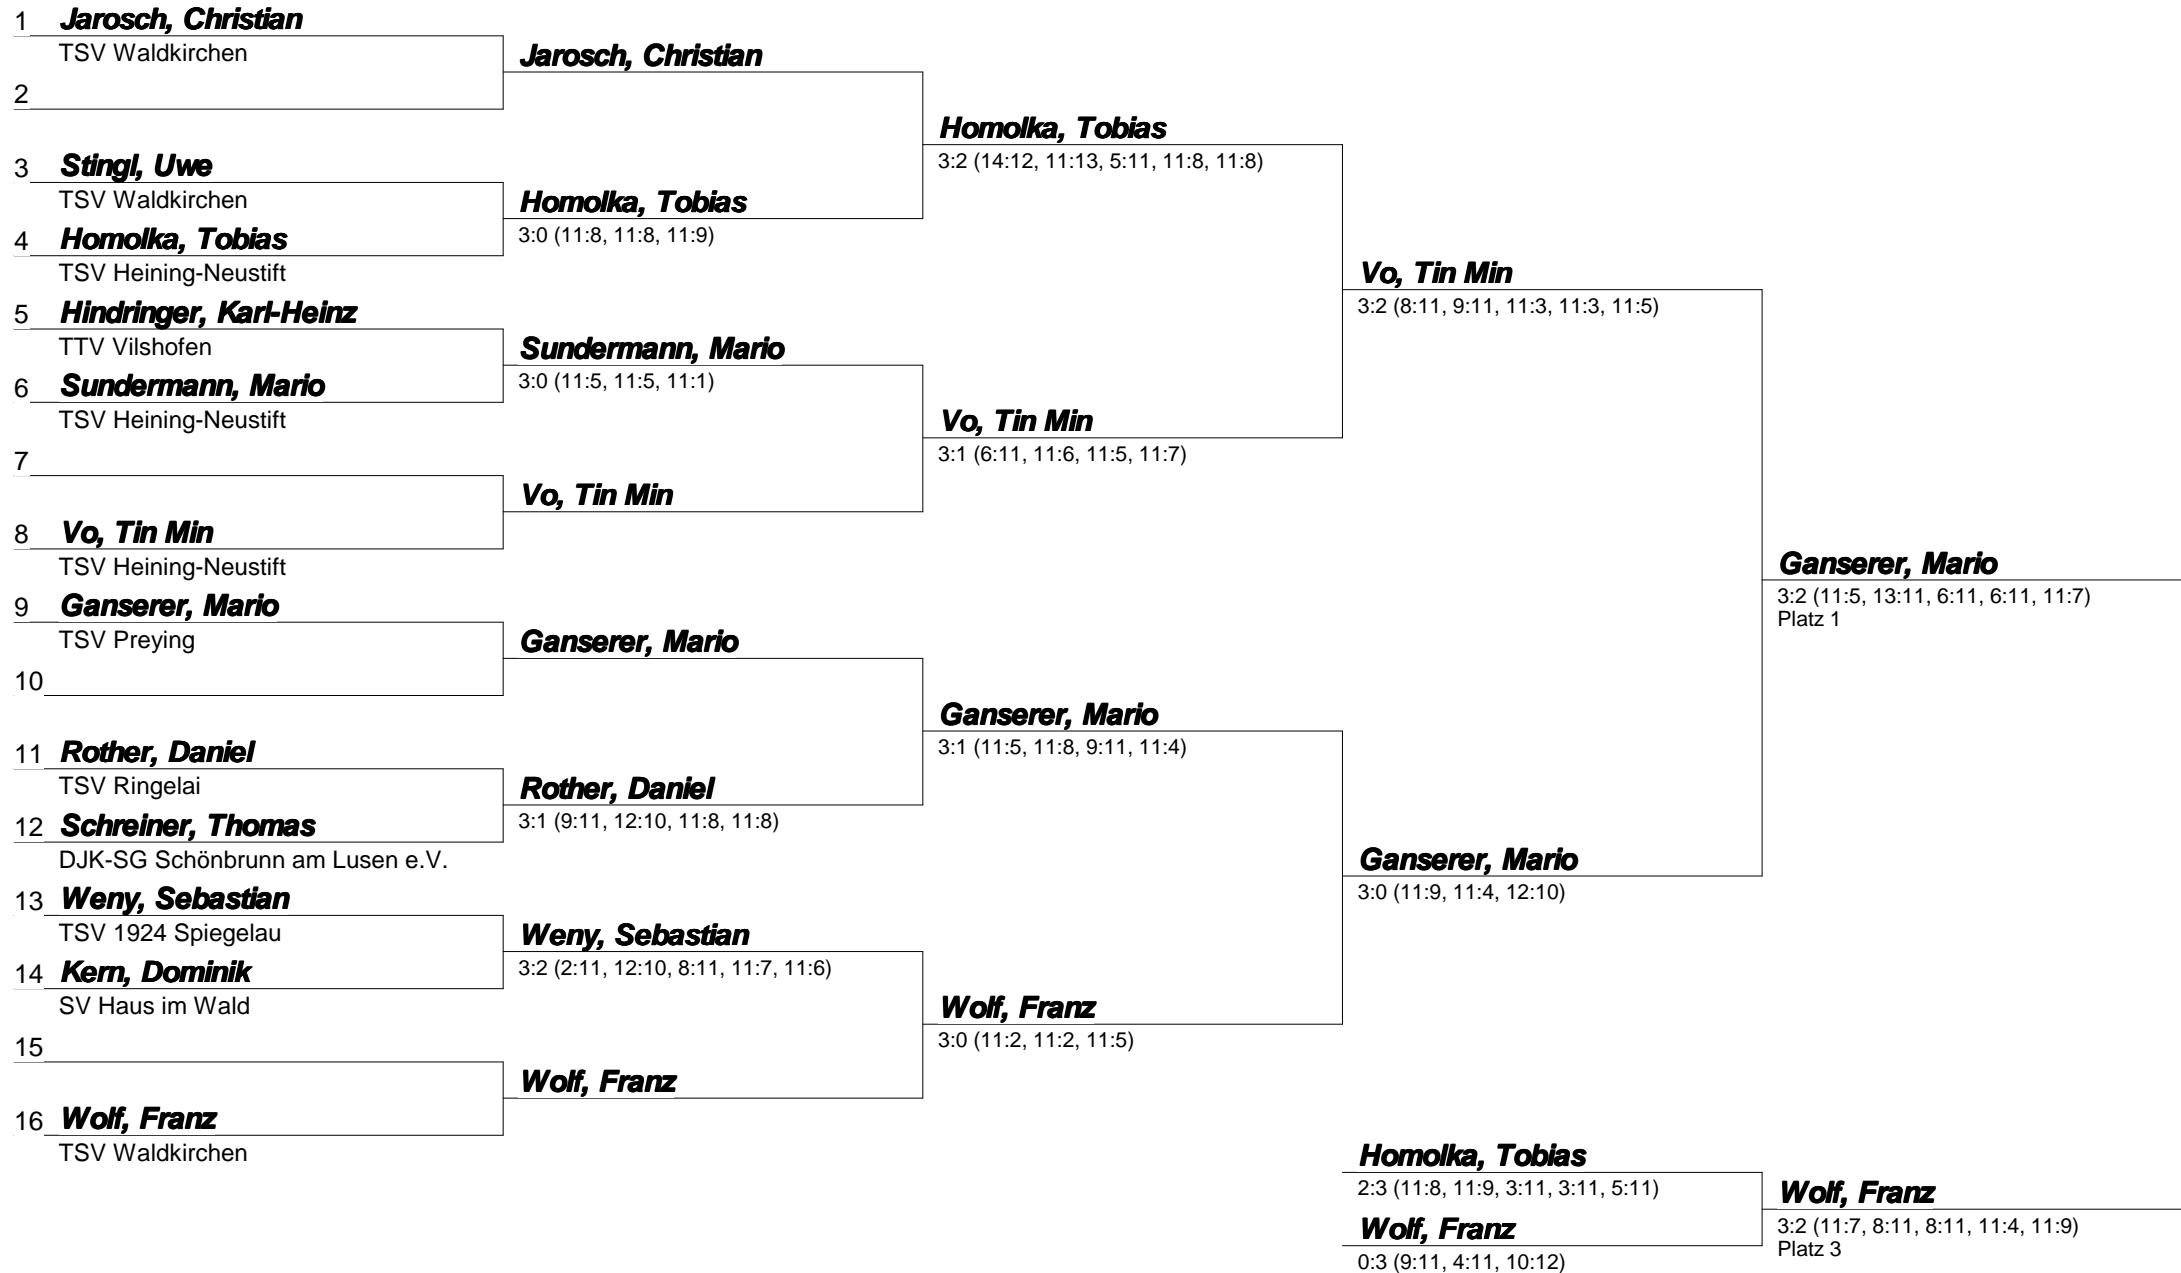 1 Jarosch, Christian
TSV Waldkirchen
2
3 Stingl, Uwe
TSV Waldkirchen
4 Homolka, Tobias
TSV Heining-Neustift
5 Hindringer, Karl-Heinz
TTV Vilshofen
6 Sundermann, Mario
TSV Heining-Neustift
7
8 Vo, Tin Min
TSV Heining-Neustift
9 Ganserer, Mario
TSV Preying
10
11 Rother, Daniel
TSV Ringelai
12 Schreiner, Thomas
DJK-SG Schönbrunn am Lusen e.V.
13 Weny, Sebastian
TSV 1924 Spiegelau
14 Kern, Dominik
SV Haus im Wald
15
16 Wolf, Franz
TSV Waldkirchen
Jarosch, Christian
Homolka, Tobias
3:0 (11:8, 11:8, 11:9)
Sundermann, Mario
3:0 (11:5, 11:5, 11:1)
Vo, Tin Min
Ganserer, Mario
Rother, Daniel
3:1 (9:11, 12:10, 11:8, 11:8)
Weny, Sebastian
3:2 (2:11, 12:10, 8:11, 11:7, 11:6)
Wolf, Franz
Homolka, Tobias
3:2 (14:12, 11:13, 5:11, 11:8, 11:8)
Vo, Tin Min
3:1 (6:11, 11:6, 11:5, 11:7)
Ganserer, Mario
3:1 (11:5, 11:8, 9:11, 11:4)
Wolf, Franz
3:0 (11:2, 11:2, 11:5)
Vo, Tin Min
3:2 (8:11, 9:11, 11:3, 11:3, 11:5)
Ganserer, Mario
3:0 (11:9, 11:4, 12:10)
Ganserer, Mario
3:2 (11:5, 13:11, 6:11, 6:11, 11:7)
Platz 1
Homolka, Tobias
2:3 (11:8, 11:9, 3:11, 3:11, 5:11)
Wolf, Franz
0:3 (9:11, 4:11, 10:12)
Wolf, Franz
3:2 (11:7, 8:11, 8:11, 11:4, 11:9)
Platz 3